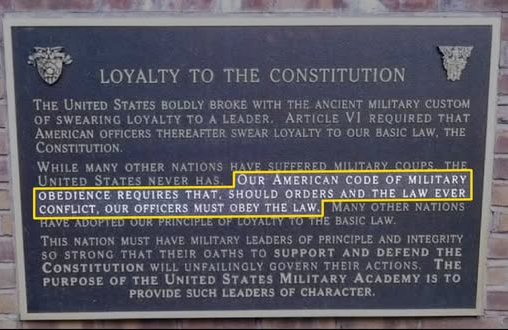 LOYALTY TO THE CONSTITUTION
THE UNITED STATES BOLDLY BROKE WITH THE ANCIENT MILITARY CUSTOM
OF SWEARING LOYALTY TO A LEADER. ARTICLE VI REQUIRED THAT
AMERICAN OFFICERS THEREAFTER SWEAR LOYALTY TO OUR BASIC LAW, THE
CONSTITUTION.
WHILE MANY OTHER NATIONS HAVE SUFFERED MILITARY COUPS, THE
UNITED STATES NEVER HAS. OUR AMERICAN CODE OF MILITARY
OBEDIENCE REQUIRES THAT, SHOULD ORDERS AND THE LAW EVER
CONFLICT, OUR OFFICERS MUST OBEY THE LAW. MANY OTHER NATIONS
HAVE ADOPTED OUR PRINCIPLE OF LOYALTY TO THE BASIC LAW.
THIS NATION MUST HAVE MILITARY LEADERS OF PRINCIPLE AND INTEGRITY
SO STRONG THAT THEIR OATHS TO SUPPORT AND DEFEND THE
CONSTITUTION WILL UNFAILINGLY GOVERN THEIR ACTIONS. THE
PURPOSE OF THE UNITED STATES MILITARY ACADEMY IS TO
PROVIDE SUCH LEADERS OF CHARACTER.